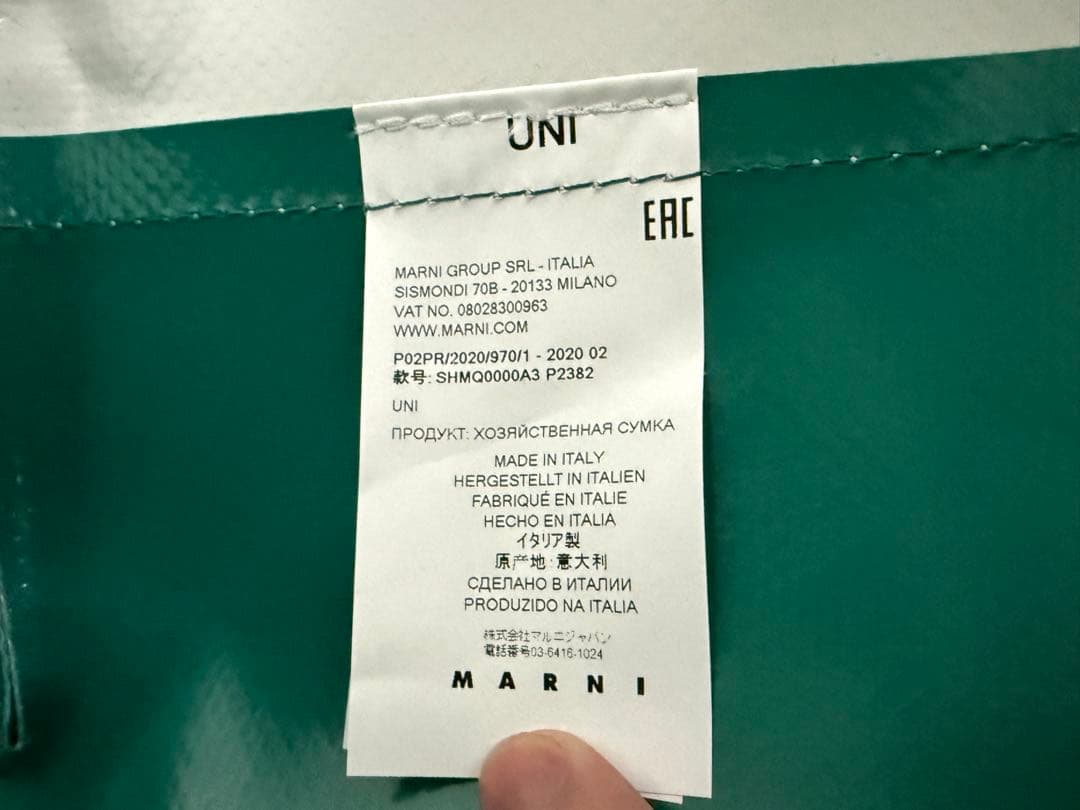 UNI
EAC
MARNI GROUP SRL - ITALIA
SISMONDI 70B - 20133 MILANO
VAT NO. 08028300963
WWW.MARNI.COM
P02PR/2020/970/1 - 2020 02
款号: SHMQ0000A3 P2382
UNI
ПРОДУКТ: ХОЗЯЙСТВЕННАЯ СУМКА
MADE IN ITALY
HERGESTELLT IN ITALIEN
FABRIQUÉ EN ITALIE
HECHO EN ITALIA
イタリア製
原产地:意大利
СДЕЛАНО В ИТАЛИИ
PRODUZIDO NA ITALIA
株式会社マルニジャパン
電話番号03-6416-1024
MARNI